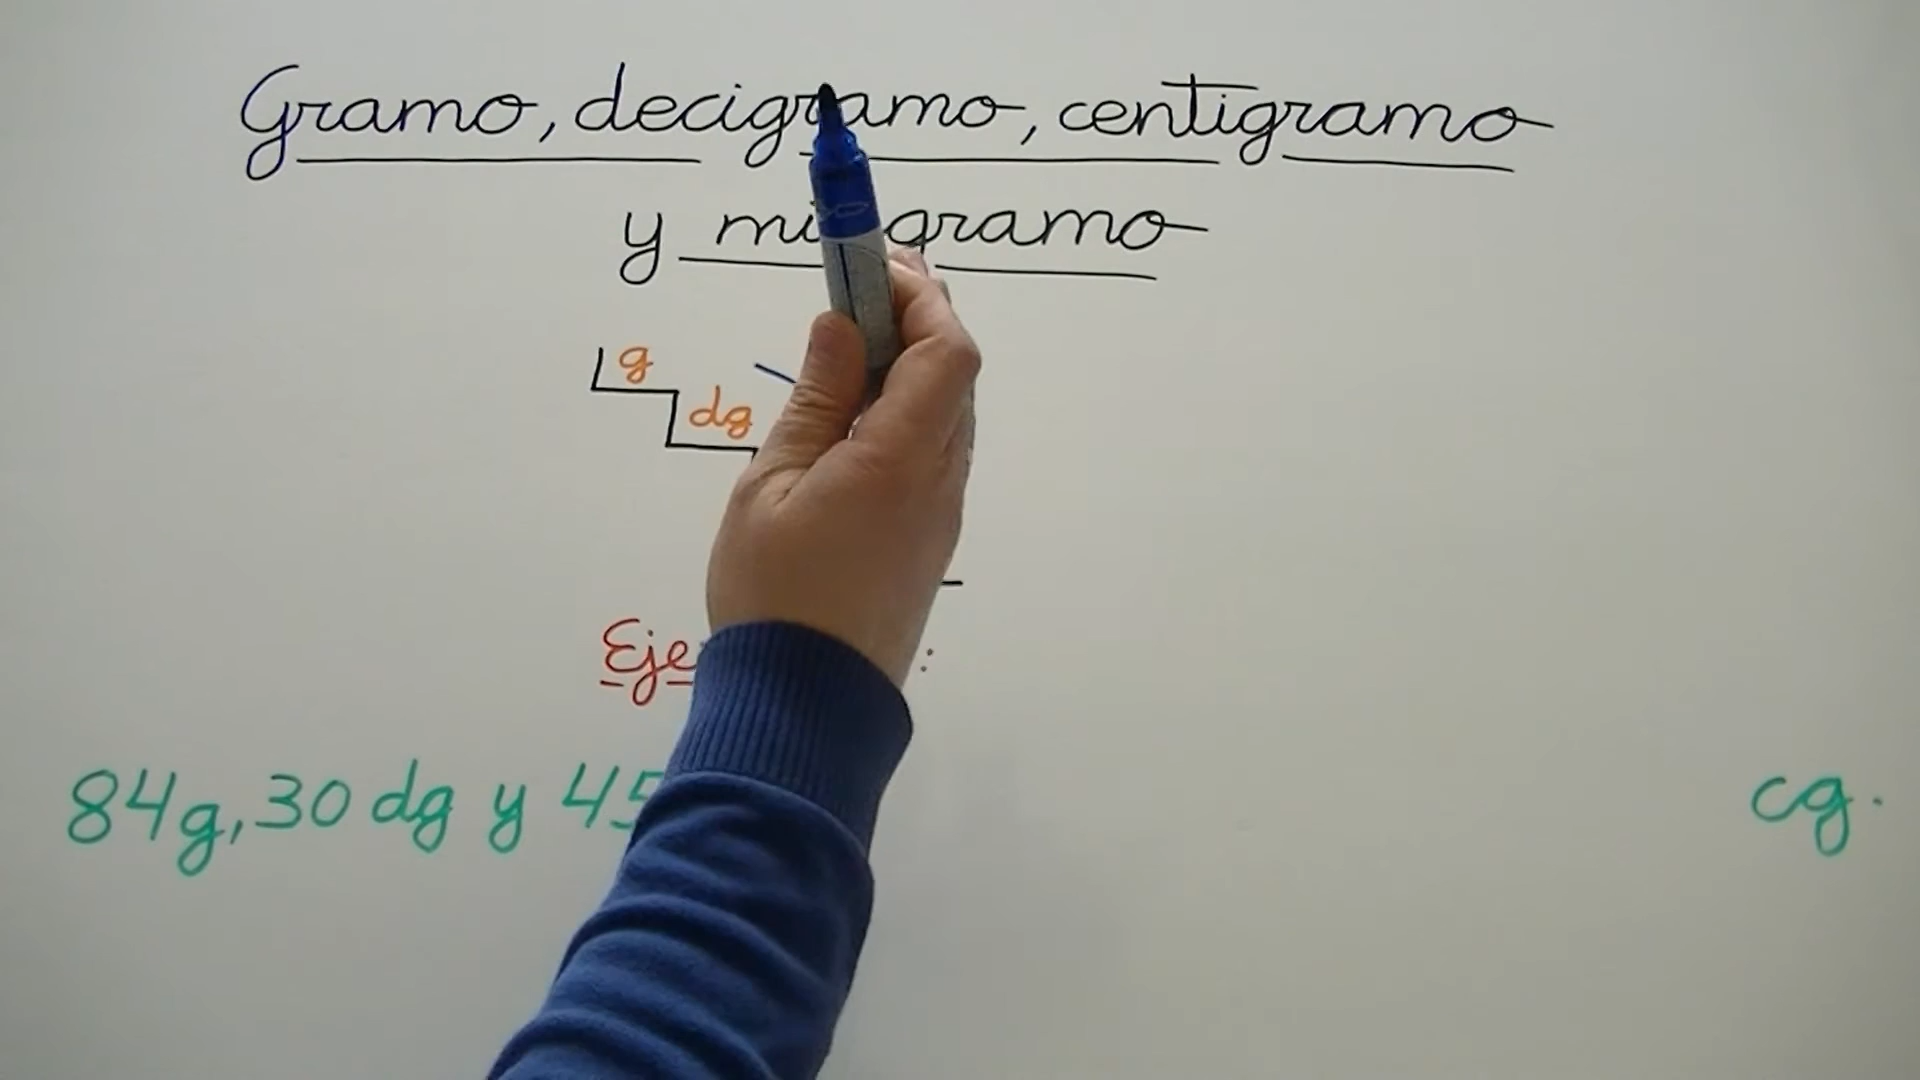 Gramo, decigramo, centigramo
y miligramo
g
dg
84g, 30 dg y 45 cg.